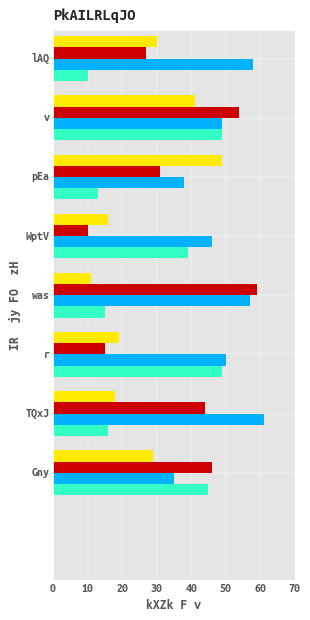 PkAILRLqJO
lAQ
v
pEa
WptV
was
r
TQxJ
Gny
IR  jy FO  zH
0 10 20 30 40 50 60 70
kXZk F v